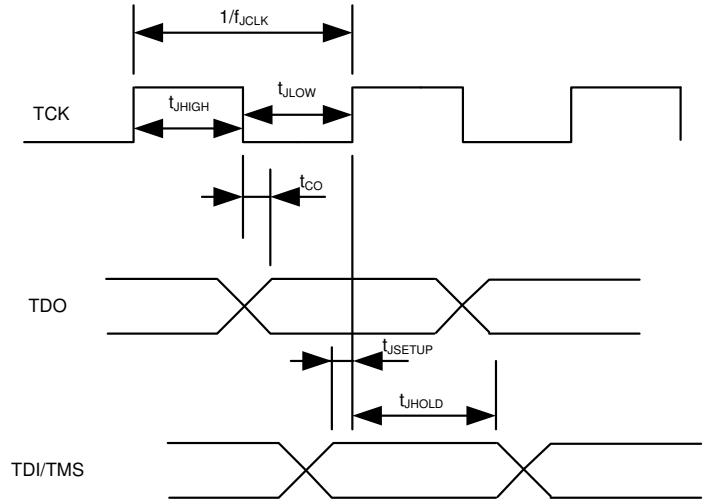 1/fJCLK
TCK
tJHIGH
tJLOW
tCO
TDO
tJSETUP
tJHOLD
TDI/TMS